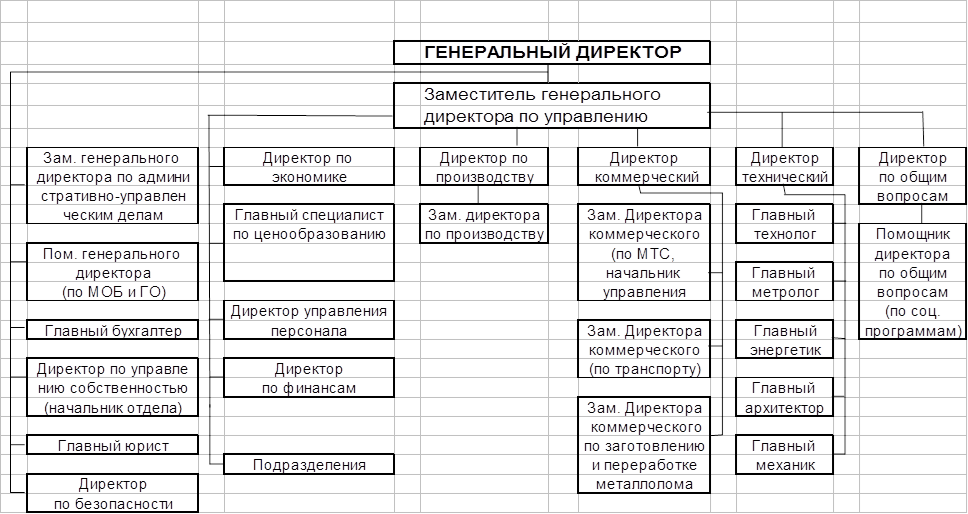 ГЕНЕРАЛЬНЫЙ ДИРЕКТОР
Заместитель генерального
директора по управлению
Зам. генерального
директора по админи
стративно-управлен
ческим делам
Пом. генерального
директора
(по МОБ и ГО)
Главный бухгалтер
Директор по управле
нию собственностью
(начальник отдела)
Главный юрист
Директор
по безопасности
Директор по
экономике
Главный специалист
по ценообразованию
Директор управления
персонала
Директор
по финансам
Подразделения
Директор по
производству
Зам. директора
по производству
Директор
коммерческий
Зам. Директора
коммерческого
(по МТС,
начальник
управления
Зам. Директора
коммерческого
(по транспорту)
Зам. Директора
коммерческого
по заготовлению
и переработке
металлолома
Директор
технический
Главный
технолог
Главный
метролог
Главный
энергетик
Главный
архитектор
Главный
механик
Директор
по общим
вопросам
Помощник
директора
по общим
вопросам
(по соц.
программам)